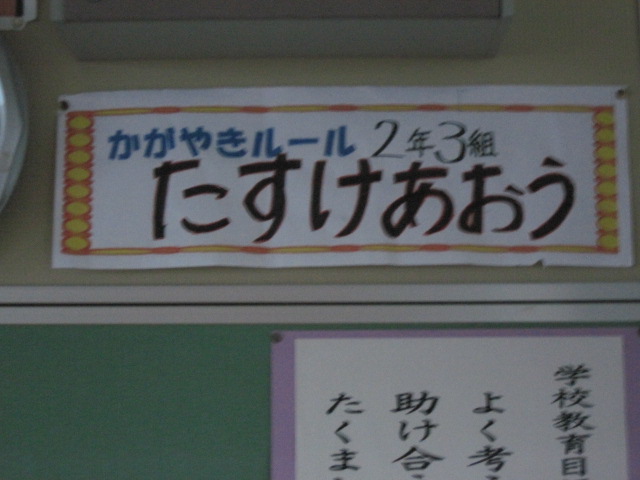 かがやきルール 2年3組
たすけあおう
学校教育目
よく考え
助け合
たくま